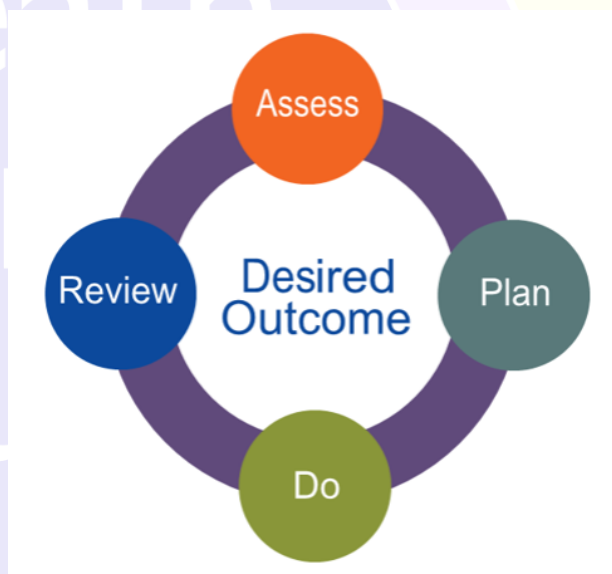 Assess
Review
Desired
Outcome
Plan
Do